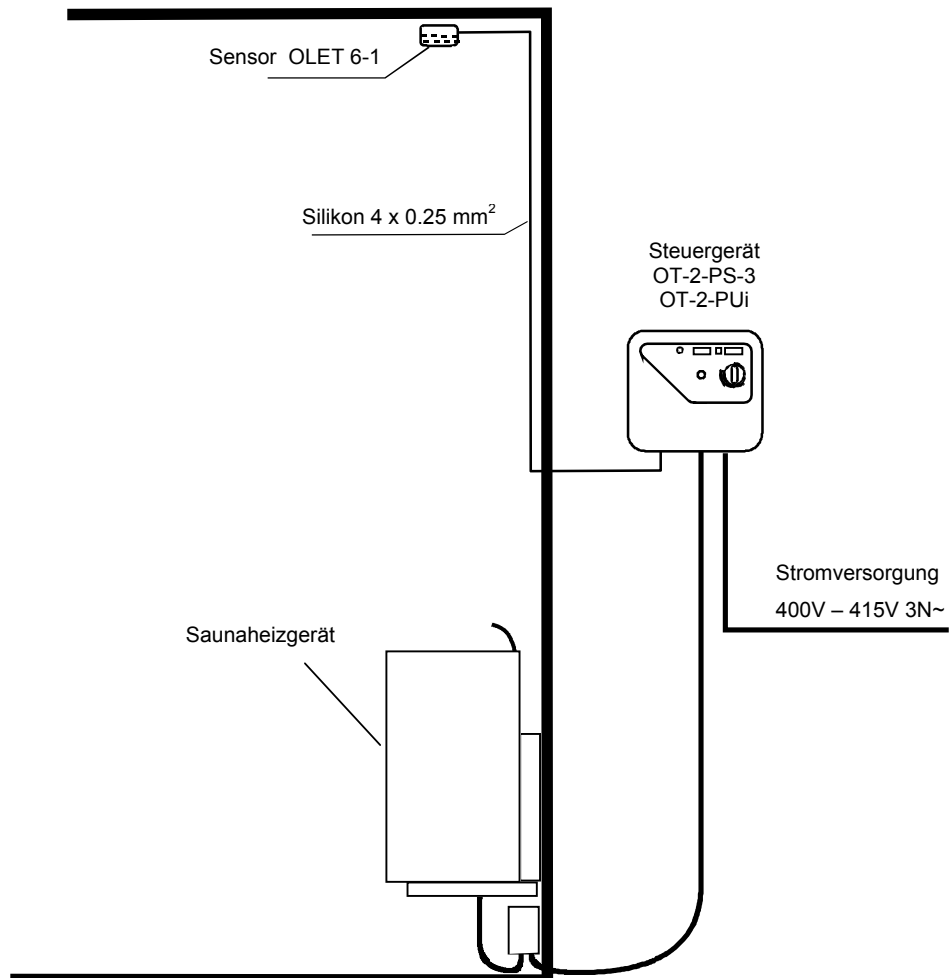 Sensor OLET 6-1
Silikon 4 x 0.25 mm²
Steuergerät
OT-2-PS-3
OT-2-PUi
Stromversorgung
400V – 415V 3N~
Saunaheizgerät